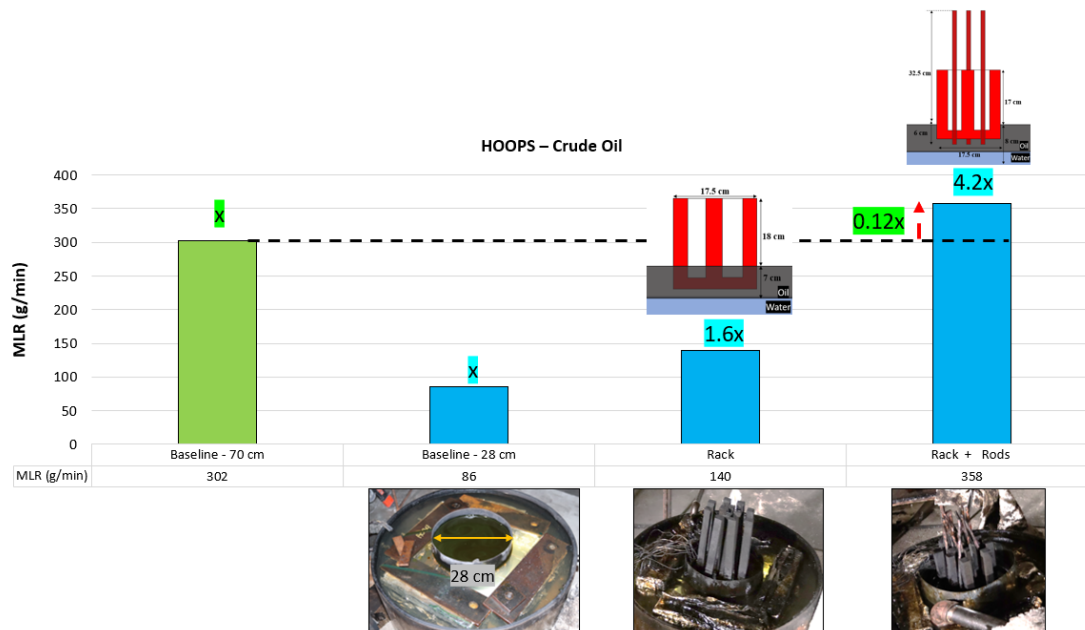 HOOPS – Crude Oil
MLR (g/min)
400
350
300
250
200
150
100
50
0
x
x
1.6x
4.2x
0.12x
17.5 cm
18 cm
7 cm
Oil
Water
32.5 cm
17 cm
6 cm
8 cm
Oil
17.5 cm
Water
Baseline - 70 cm
Baseline - 28 cm
Rack
Rack + Rods
MLR (g/min)
302
86
140
358
28 cm